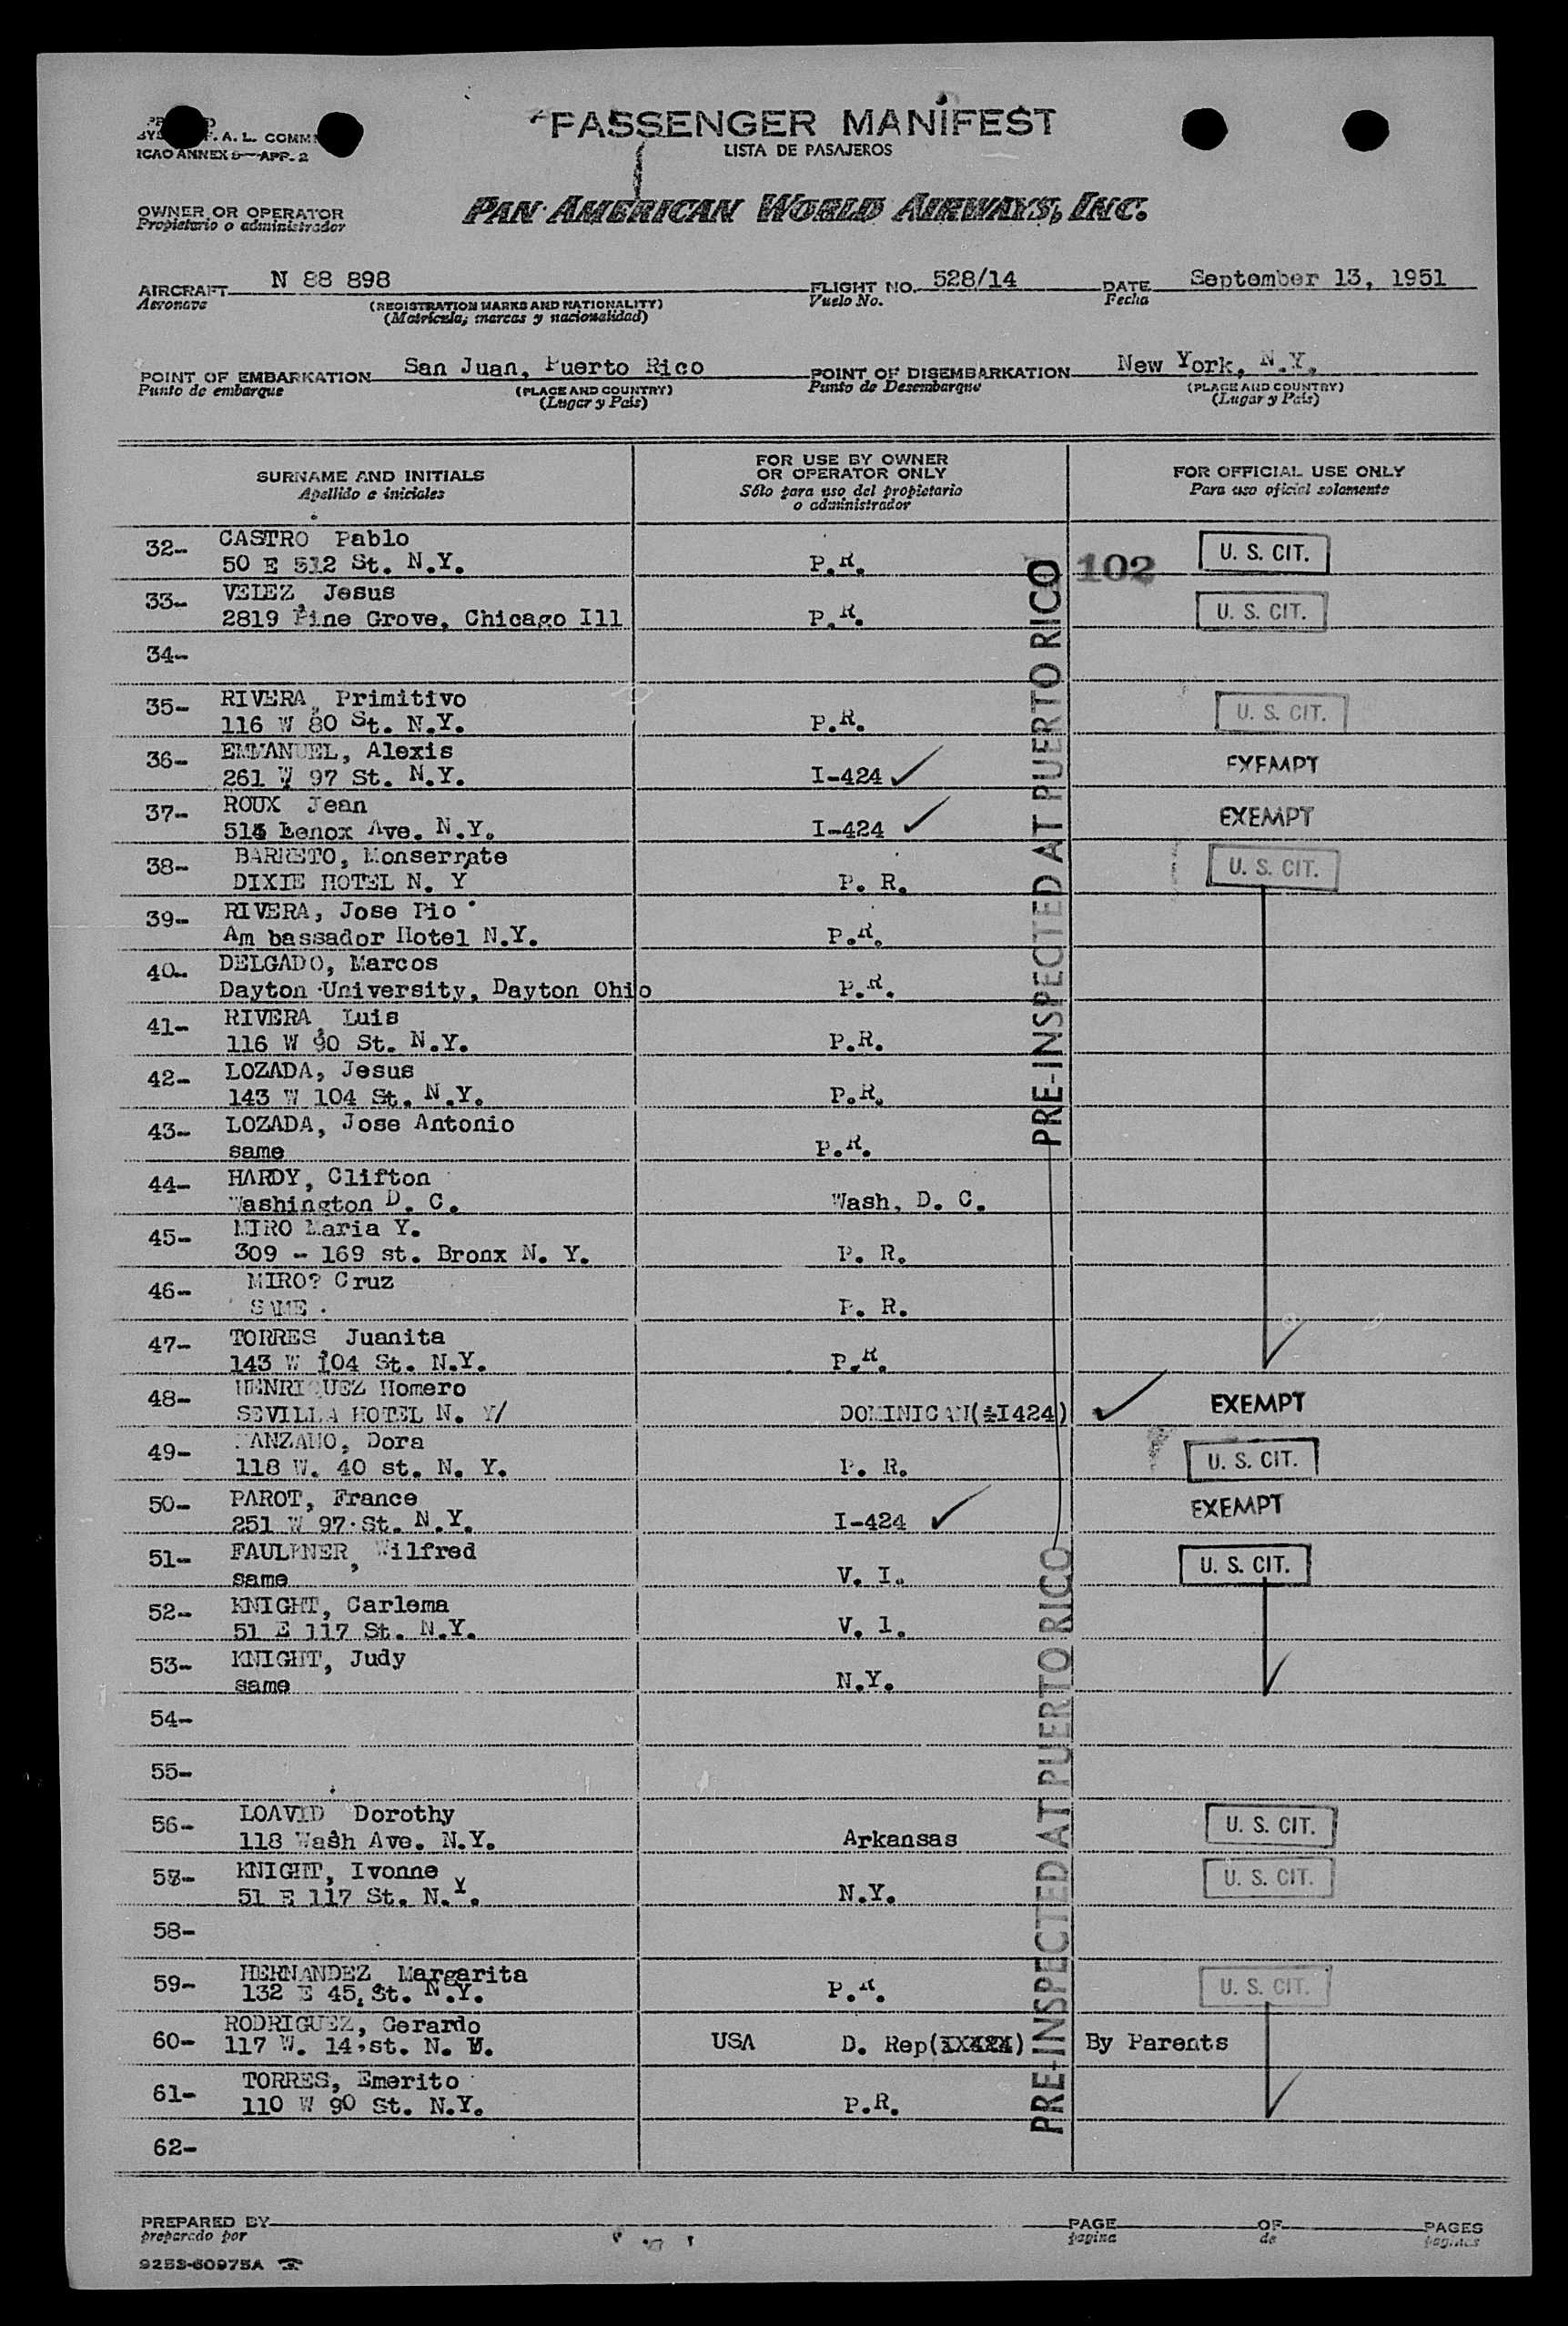 PASSENGER MANIFEST
LISTA DE PASAJEROS
F. A. L. COMM
ICAO ANNEX 9—APP. 2
PAN AMERICAN WORLD AIRWAYS, INC.
OWNER OR OPERATOR
Propietario o administrador
AIRCRAFT N 88 898 FLIGHT NO. 528/14 DATE September 13, 1951
Aeronave (REGISTRATION MARKS AND NATIONALITY) Vuelo No. Fecha
(Matrícula; marcas y nacionalidad)
POINT OF EMBARKATION San Juan, Puerto Rico POINT OF DISEMBARKATION New York, N.Y.
Punto de embarque (PLACE AND COUNTRY) Punto de Desembarque (PLACE AND COUNTRY)
(Lugar y País) (Lugar y País)
SURNAME AND INITIALS FOR USE BY OWNER OR OPERATOR ONLY FOR OFFICIAL USE ONLY
Apellido e iniciales Sólo para uso del propietario o administrador Para uso oficial solamente
32- CASTRO Pablo U. S. CIT.
50 E 512 St. N.Y. P.R. 102
33- VELEZ, Jesus
2819 Pine Grove, Chicago Ill P.R. U. S. CIT.
34-
35- RIVERA, Primitivo
116 W 80 St. N.Y. P.R. U. S. CIT.
36- EMMANUEL, Alexis
261 W 97 St. N.Y. I-424 EXEMPT
37- ROUX Jean
514 Lenox Ave. N.Y. I-424 EXEMPT
38- BARRETO, Monserrate
DIXIE HOTEL N. Y P. R. U. S. CIT.
39- RIVERA, Jose Pio
Am bassador Hotel N.Y. P.R.
40- DELGADO, Marcos
Dayton University, Dayton Ohio P.R.
41- RIVERA, Luis
116 W 90 St. N.Y. P.R.
42- LOZADA, Jesus
143 W 104 St. N.Y. P.R.
43- LOZADA, Jose Antonio
same P.R.
44- HARDY, Clifton
Washington D. C. Wash, D. C.
45- MIRO Maria Y.
309 - 169 st. Bronx N. Y. P. R.
46- MIRO? Cruz
SAME . P. R.
47- TORRES, Juanita
143 W 104 St. N.Y. P.R.
48- HENRIQUEZ Homero
SEVILLA HOTEL N. Y/ DOMINICAN(I424) EXEMPT
49- MANZANO, Dora
118 W. 40 st. N. Y. P. R. U. S. CIT.
50- PAROT, France
251 W 97 St. N.Y. I-424 EXEMPT
51- FAULKNER, Wilfred
same V. I. U. S. CIT.
52- KNIGHT, Carlema
51 E 117 St. N.Y. V. 1.
53- KNIGHT, Judy
same N.Y.
54-
55-
56- LOAVID Dorothy
118 Wash Ave. N.Y. Arkansas U. S. CIT.
57- KNIGHT, Ivonne
51 E 117 St. N.Y. N.Y. U. S. CIT.
58-
59- HERNANDEZ, Margarita
132 E 45 St. N.Y. P.R. U. S. CIT.
60- RODRIGUEZ, Gerardo
117 W. 14 st. N. Y. USA D. Rep(XX424) By Parents
61- TORRES, Emerito
110 W 90 St. N.Y. P.R.
62-
PRE-INSPECTED AT PUERTO RICO
PRE-INSPECTED AT PUERTO RICO
PREPARED BY PAGE OF PAGES
preparado por página de páginas
9253-60975A